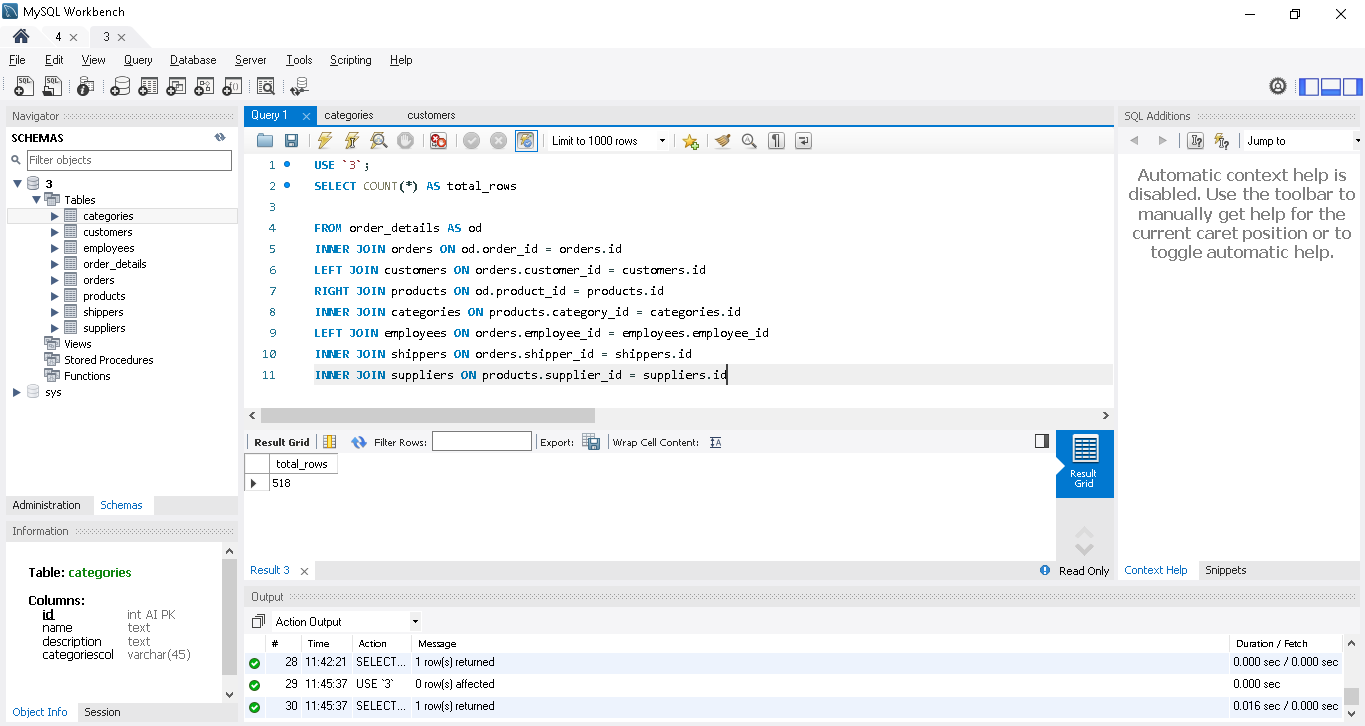 MySQL Workbench
4
3
File Edit View Query Database Server Tools Scripting Help
Navigator
SCHEMAS
Filter objects
3
Tables
categories
customers
employees
order_details
orders
products
shippers
suppliers
Views
Stored Procedures
Functions
sys
Administration Schemas
Information
Table: categories
Columns:
id int AI PK
name text
description text
categoriescol varchar(45)
Object Info Session
Query 1 categories customers
Limit to 1000 rows
1 USE `3`;
2 SELECT COUNT(*) AS total_rows
3
4 FROM order_details AS od
5 INNER JOIN orders ON od.order_id = orders.id
6 LEFT JOIN customers ON orders.customer_id = customers.id
7 RIGHT JOIN products ON od.product_id = products.id
8 INNER JOIN categories ON products.category_id = categories.id
9 LEFT JOIN employees ON orders.employee_id = employees.employee_id
10 INNER JOIN shippers ON orders.shipper_id = shippers.id
11 INNER JOIN suppliers ON products.supplier_id = suppliers.id
Result Grid Filter Rows: Export: Wrap Cell Content:
total_rows
518
Result
Grid
Result 3
Read Only
SQL Additions
Jump to
Automatic context help is
disabled. Use the toolbar to
manually get help for the
current caret position or to
toggle automatic help.
Context Help Snippets
Output
Action Output
# Time Action Message Duration / Fetch
28 11:42:21 SELECT... 1 row(s) returned 0.000 sec / 0.000 sec
29 11:45:37 USE `3` 0 row(s) affected 0.000 sec
30 11:45:37 SELECT... 1 row(s) returned 0.016 sec / 0.000 sec